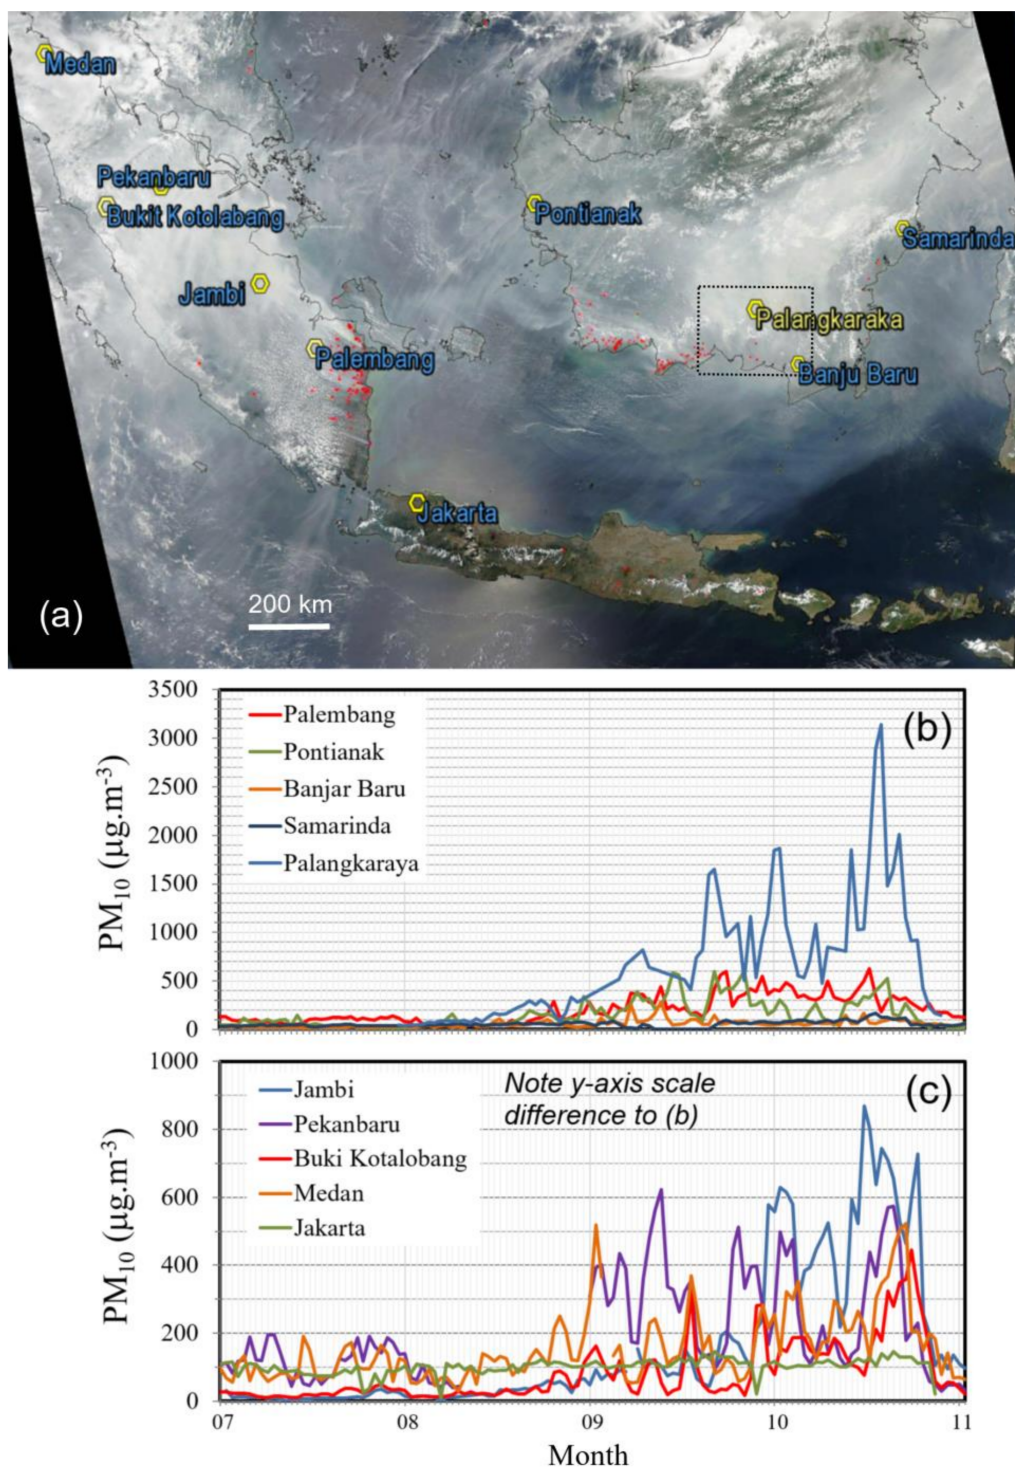 Medan
Pekanbaru
Bukit Kotolabang
Pontianak
Samarinda
Jambi
Palangkaraka
Palembang
Banju Baru
Jakarta
200 km
(a)
3500
3000
2500
2000
1500
1000
500
0
PM10 (µg.m-3)
Palembang
Pontianak
Banjar Baru
Samarinda
Palangkaraya
(b)
1000
800
600
400
200
0
PM10 (µg.m-3)
Jambi
Pekanbaru
Buki Kotalobang
Medan
Jakarta
Note y-axis scale
difference to (b)
(c)
07
08
09
10
11
Month